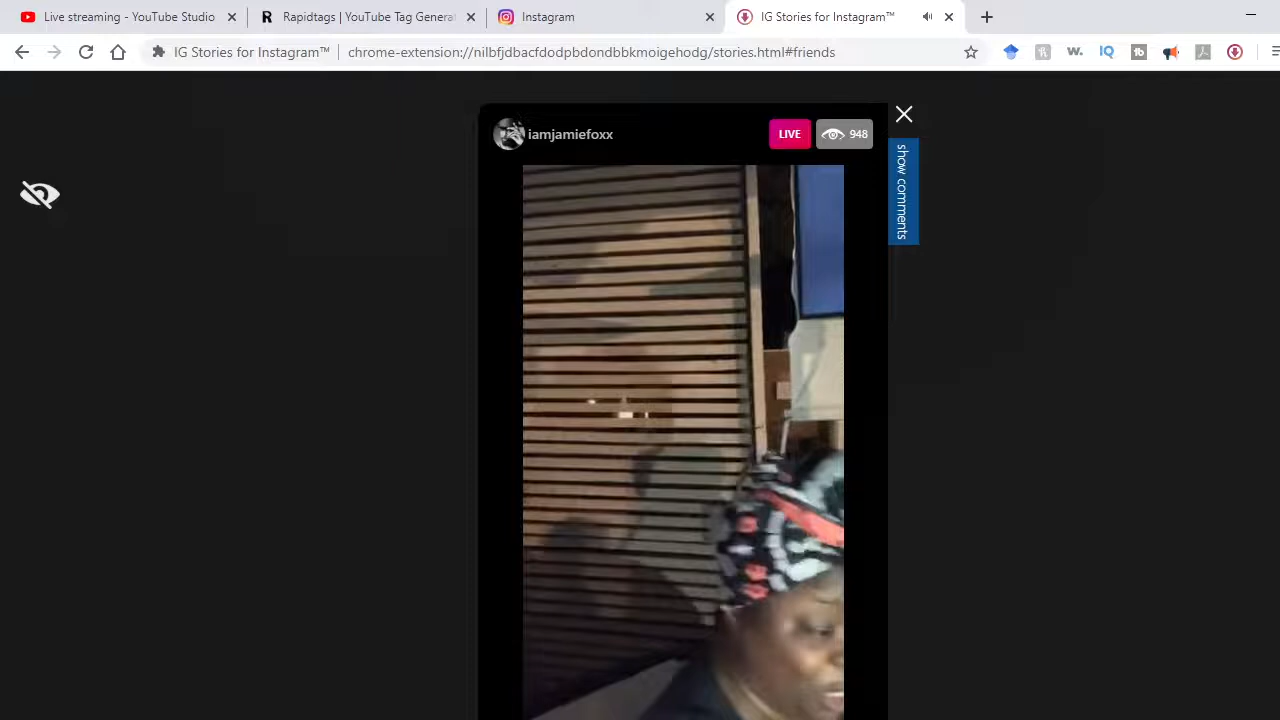 Live streaming - YouTube Studio
Rapidtags | YouTube Tag Genera
Instagram
IG Stories for Instagram™
IG Stories for Instagram™ | chrome-extension://nilbfjdbacfdodpbdondbbkmoigehodg/stories.html#friends
iamjamiefoxx
LIVE
948
show comments